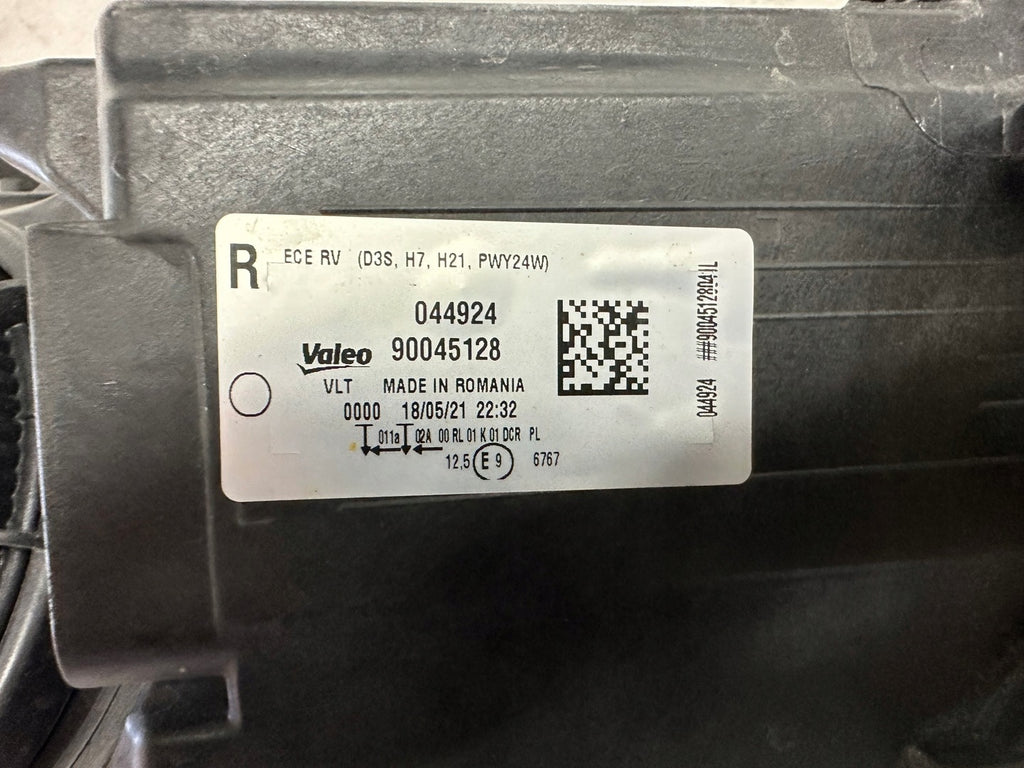 R
ECE RV (D3S, H7, H21, PWY24W)
044924
Valeo 90045128
VLT MADE IN ROMANIA
0000 18/05/21 22:32
011a 02A 00 RL 01 K 01 DCR PL
12,5 E 9 6767
044924